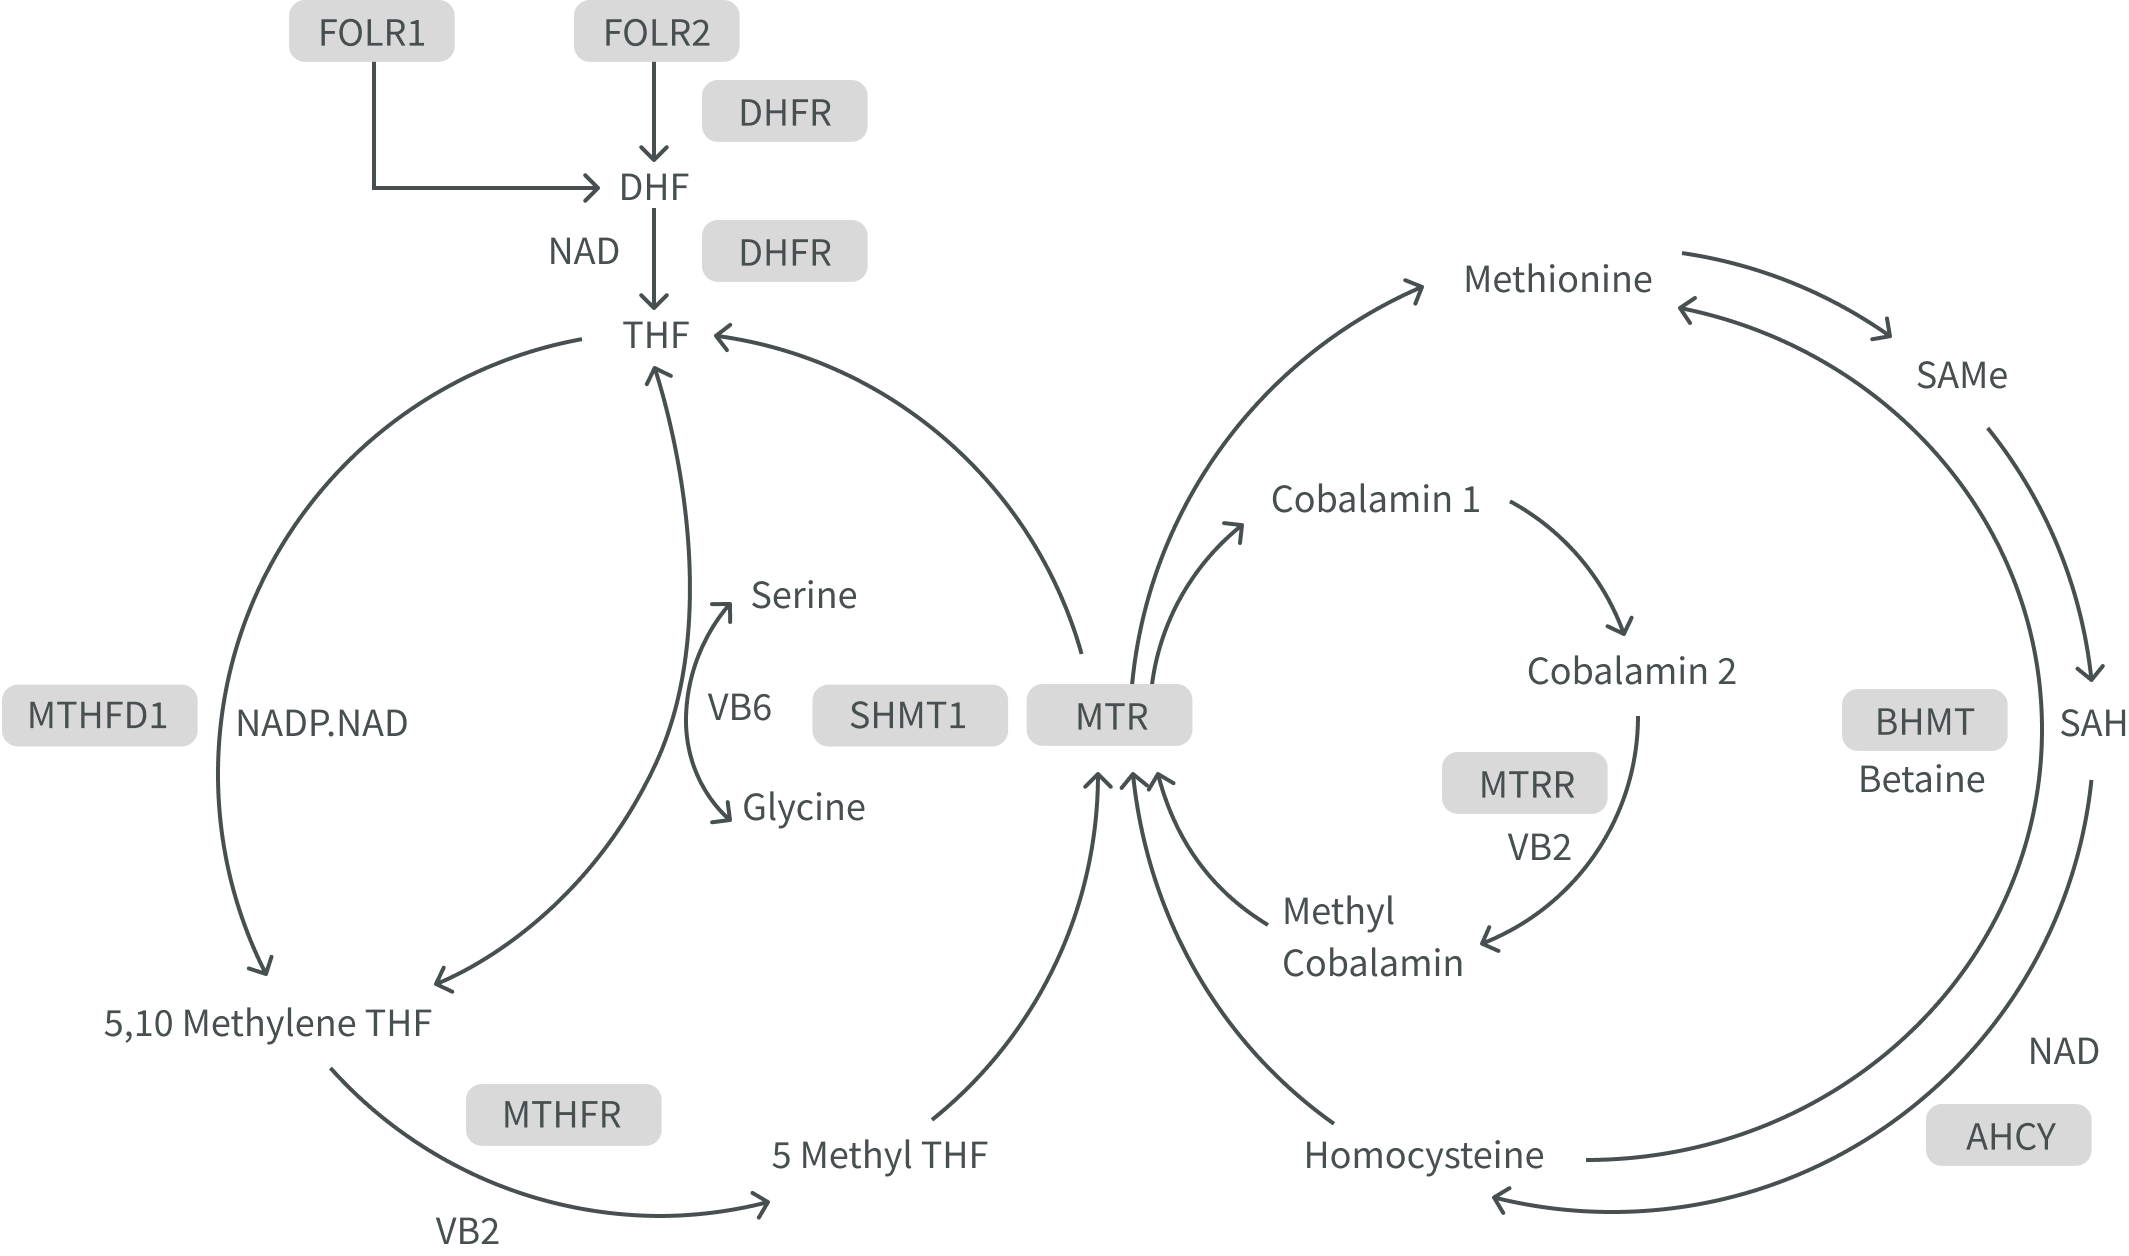 FOLR1
FOLR2
DHFR
DHF
NAD
DHFR
THF
Methionine
SAMe
Cobalamin 1
Serine
Cobalamin 2
MTHFD1
NADP.NAD
VB6
SHMT1
MTR
BHMT
SAH
Betaine
MTRR
VB2
Glycine
Methyl
Cobalamin
5,10 Methylene THF
NAD
MTHFR
AHCY
5 Methyl THF
Homocysteine
VB2